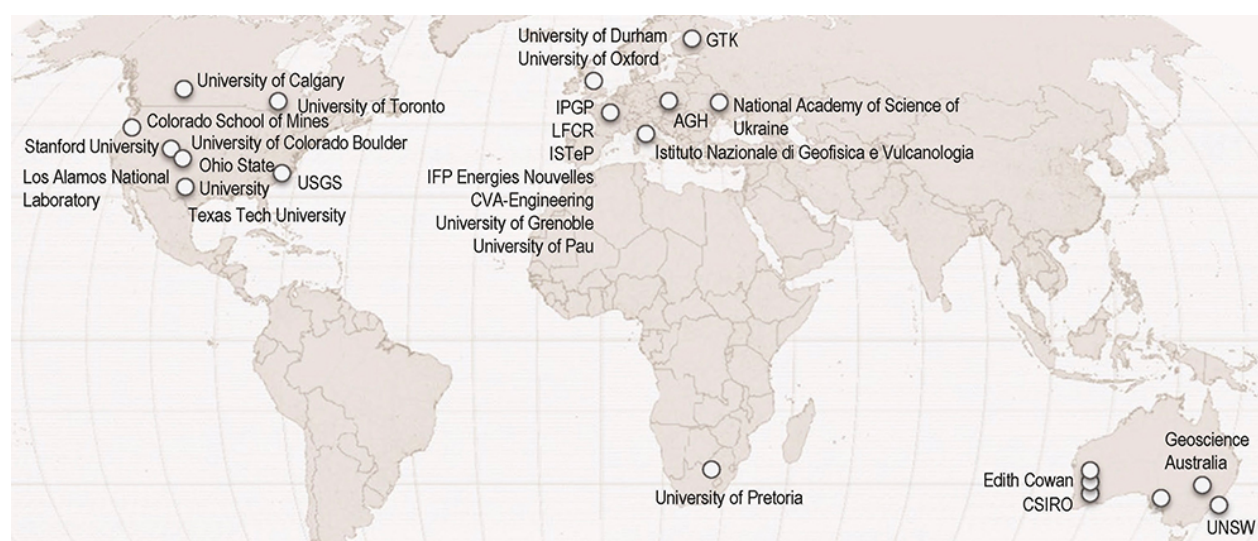 University of Calgary
University of Toronto
Colorado School of Mines
Stanford University
University of Colorado Boulder
Ohio State
University
Los Alamos National
Laboratory
USGS
Texas Tech University
University of Durham
University of Oxford
GTK
IPGP
LFCR
ISTeP
IFP Energies Nouvelles
CVA-Engineering
University of Grenoble
University of Pau
AGH
National Academy of Science of
Ukraine
Istituto Nazionale di Geofisica e Vulcanologia
University of Pretoria
Geoscience
Australia
Edith Cowan
CSIRO
UNSW